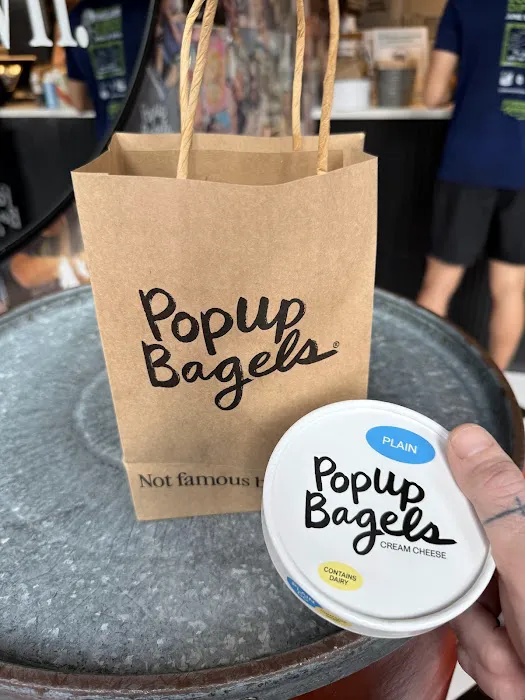 PopUp
Bagels®
Not famous
PLAIN
PopUp
Bagels
CREAM CHEESE
CONTAINS
DAIRY